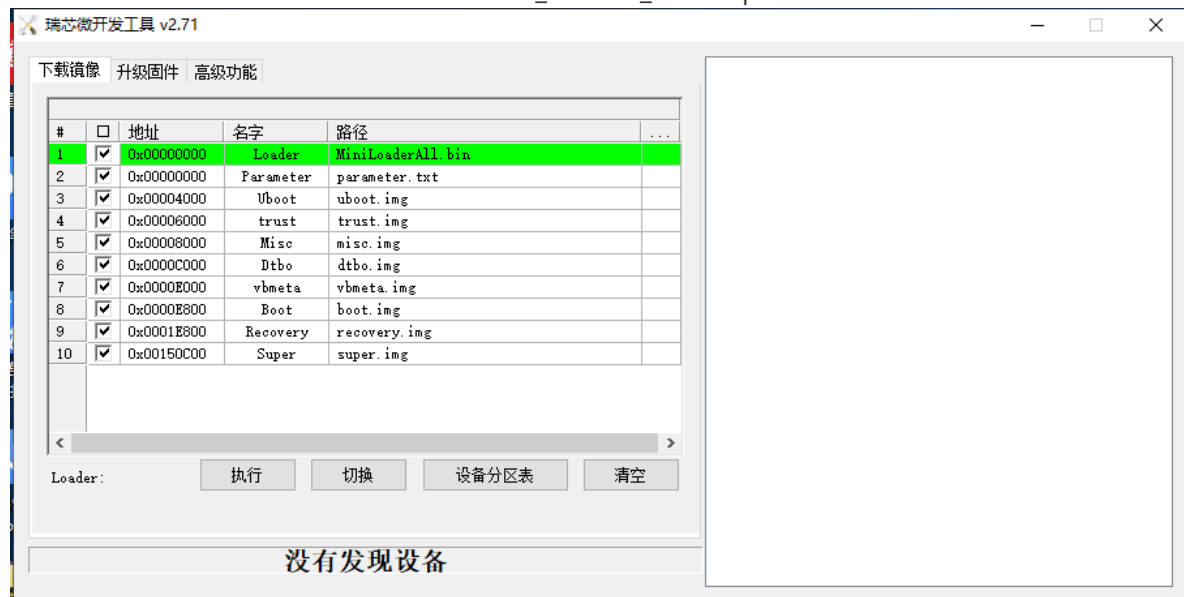 瑞芯微开发工具 v2.71
下载镜像 升级固件 高级功能
# 地址 名字 路径 ...
1 0x00000000 Loader MiniLoaderAll.bin
2 0x00000000 Parameter parameter.txt
3 0x00004000 Uboot uboot.img
4 0x00006000 trust trust.img
5 0x00008000 Misc misc.img
6 0x0000C000 Dtbo dtbo.img
7 0x0000E000 vbmeta vbmeta.img
8 0x0000E800 Boot boot.img
9 0x0001E800 Recovery recovery.img
10 0x00150C00 Super super.img
Loader: 执行 切换 设备分区表 清空
没有发现设备